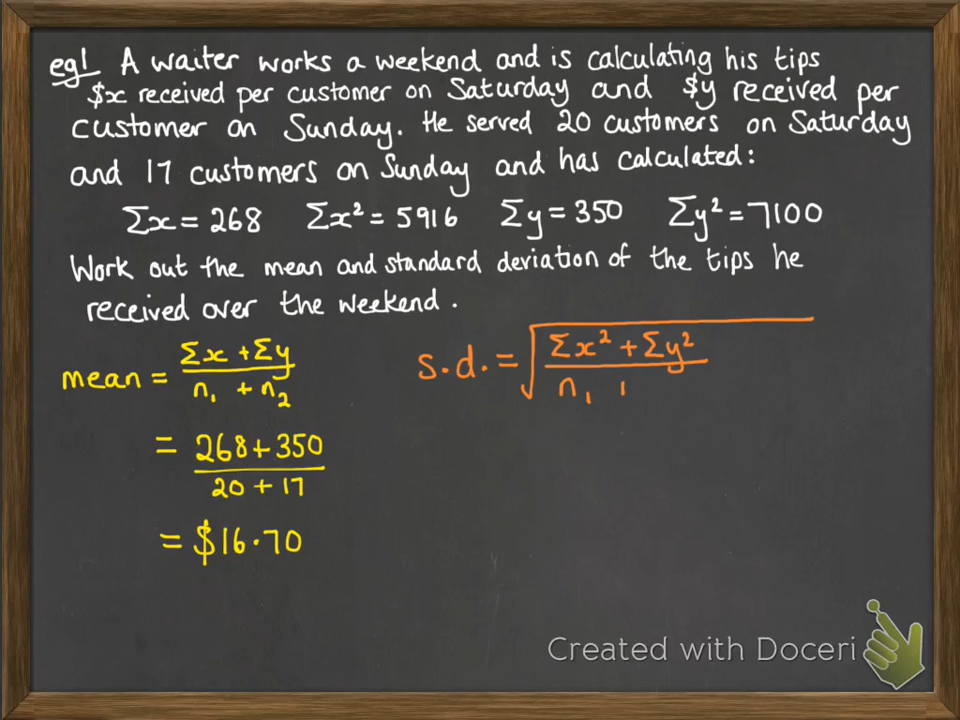 eg1 A waiter works a weekend and is calculating his tips
$x received per customer on Saturday and $y received per
customer on Sunday. He served 20 customers on Saturday
and 17 customers on Sunday and has calculated:
Σx = 268 Σx² = 5916 Σy = 350 Σy² = 7100
Work out the mean and standard deviation of the tips he
received over the weekend.
mean = (Σx + Σy) / (n₁ + n₂)
s.d. = √ (Σx² + Σy²) / n₁
= (268 + 350) / (20 + 17)
= $16.70
Created with Doceri